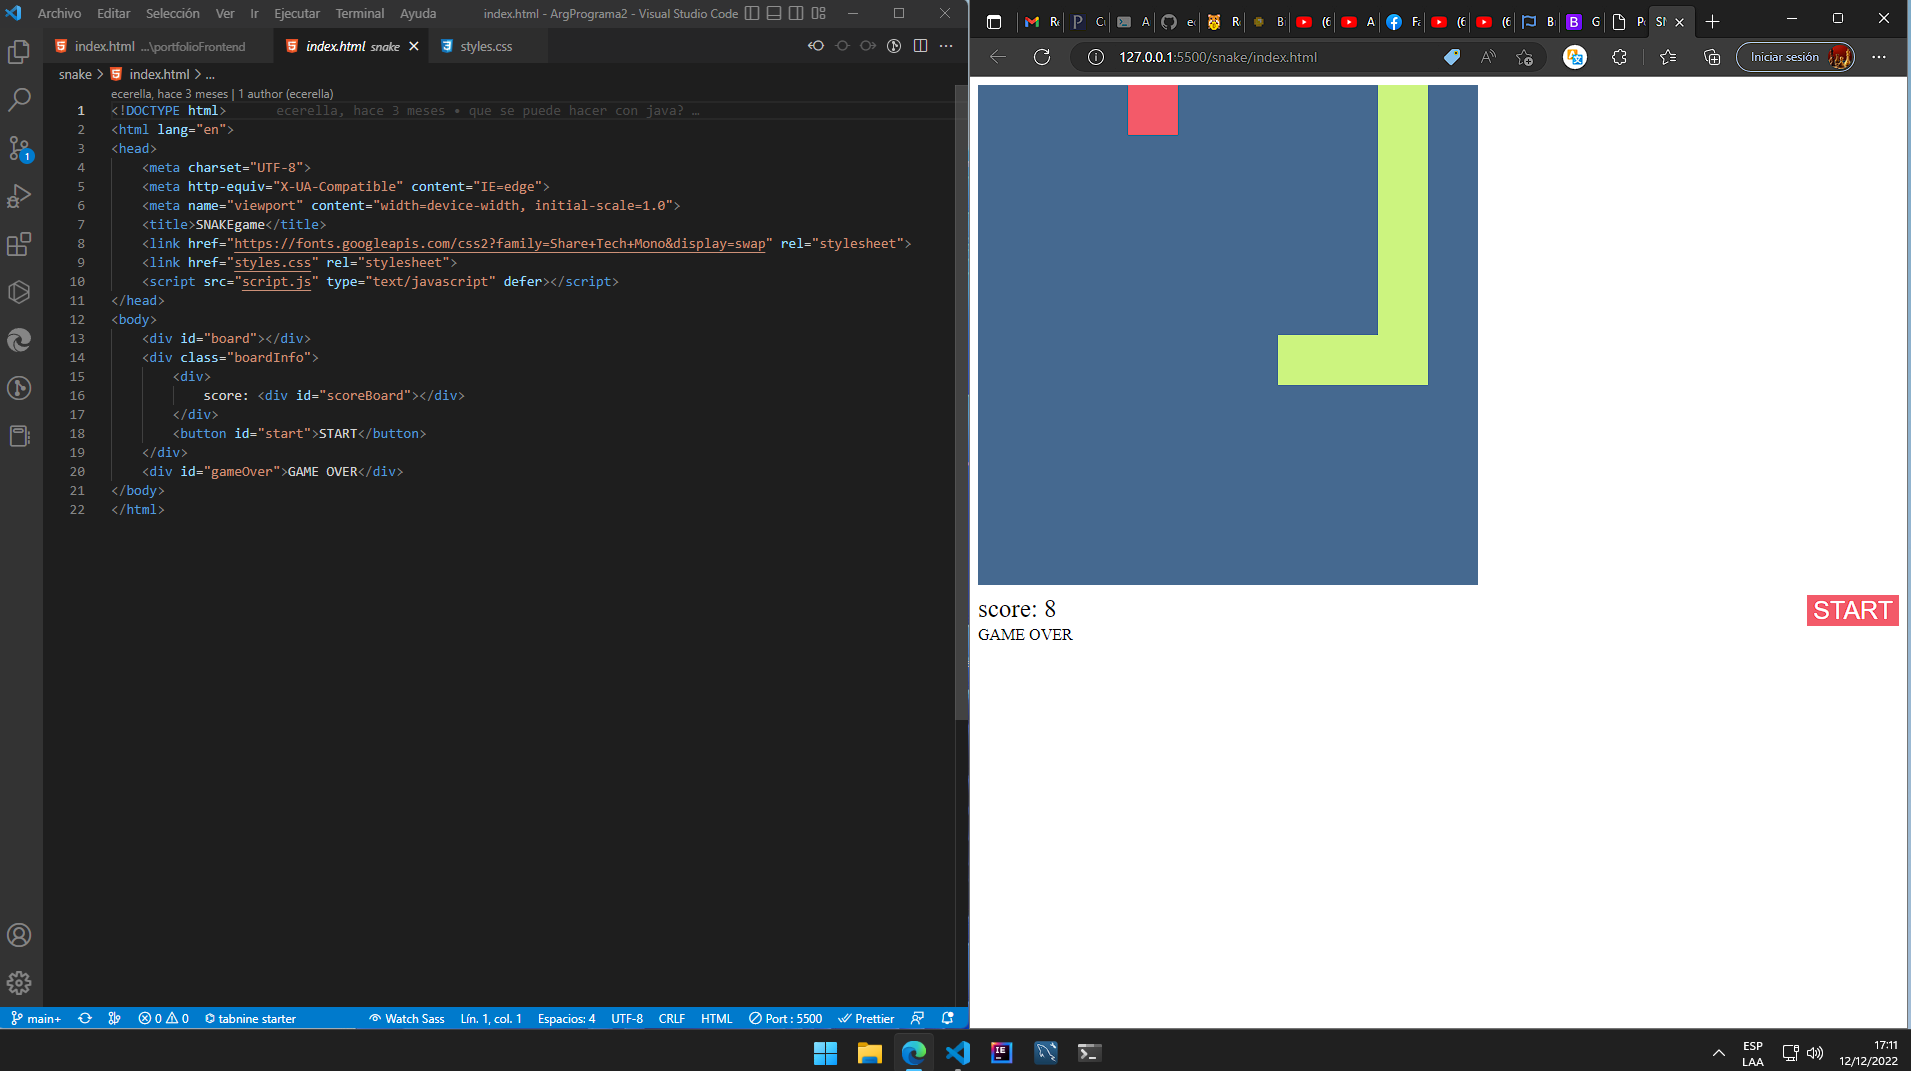 Archivo Editar Selección Ver Ir Ejecutar Terminal Ayuda index.html - ArgPrograma2 - Visual Studio Code
index.html ...\portfolioFrontend index.html snake styles.css
snake > index.html > ...
ecerella, hace 3 meses | 1 author (ecerella)
1 <!DOCTYPE html> ecerella, hace 3 meses • que se puede hacer con java? …
2 <html lang="en">
3 <head>
4 <meta charset="UTF-8">
5 <meta http-equiv="X-UA-Compatible" content="IE=edge">
6 <meta name="viewport" content="width=device-width, initial-scale=1.0">
7 <title>SNAKEgame</title>
8 <link href="https://fonts.googleapis.com/css2?family=Share+Tech+Mono&display=swap" rel="stylesheet">
9 <link href="styles.css" rel="stylesheet">
10 <script src="script.js" type="text/javascript" defer></script>
11 </head>
12 <body>
13 <div id="board"></div>
14 <div class="boardInfo">
15 <div>
16 score: <div id="scoreBoard"></div>
17 </div>
18 <button id="start">START</button>
19 </div>
20 <div id="gameOver">GAME OVER</div>
21 </body>
22 </html>
1
main+ 0 0 tabnine starter Watch Sass Lín. 1, col. 1 Espacios: 4 UTF-8 CRLF HTML Port : 5500 Prettier
127.0.0.1:5500/snake/index.html Iniciar sesión
score: 8 START
GAME OVER
ESP 17:11
LAA 12/12/2022